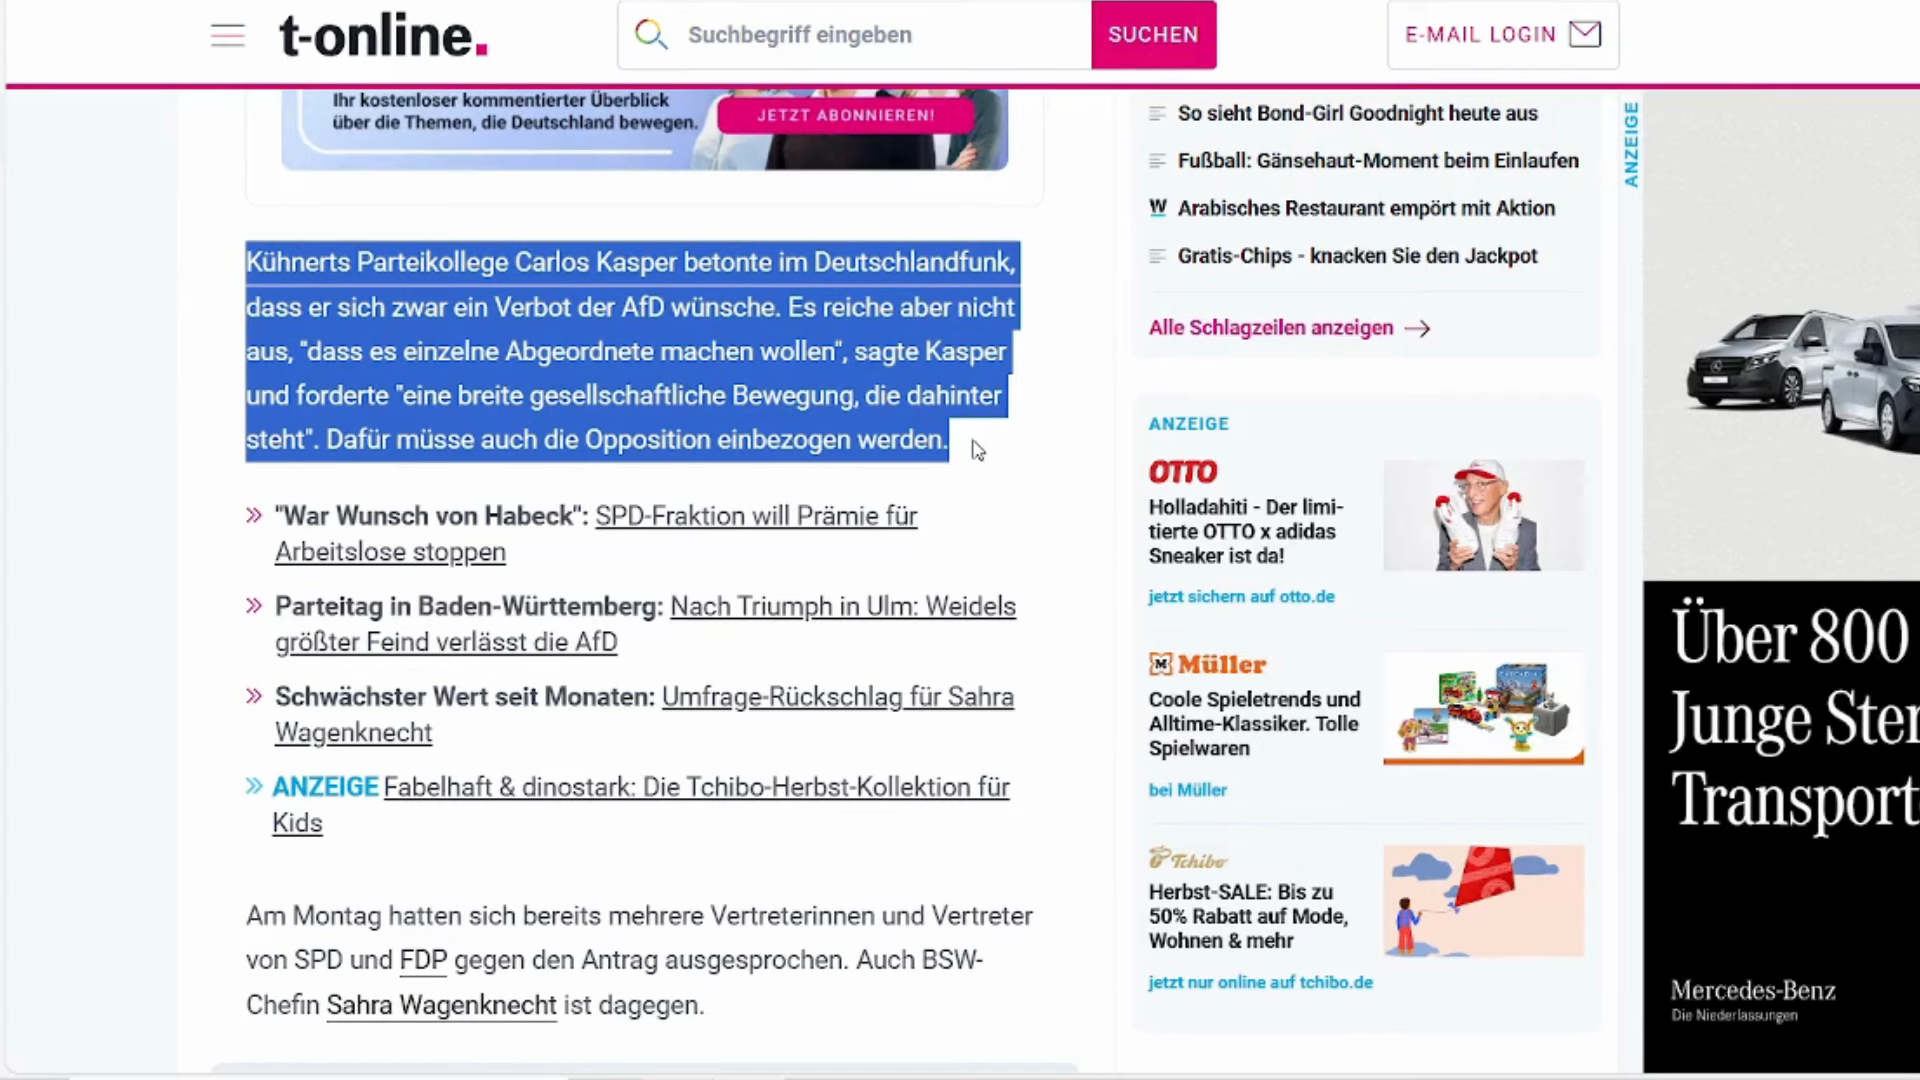 t-online.
Suchbegriff eingeben
SUCHEN
E-MAIL LOGIN
Ihr kostenloser kommentierter Überblick
über die Themen, die Deutschland bewegen.
JETZT ABONNIEREN!
Kühnerts Parteikollege Carlos Kasper betonte im Deutschlandfunk,
dass er sich zwar ein Verbot der AfD wünsche. Es reiche aber nicht
aus, "dass es einzelne Abgeordnete machen wollen", sagte Kasper
und forderte "eine breite gesellschaftliche Bewegung, die dahinter
steht". Dafür müsse auch die Opposition einbezogen werden.
"War Wunsch von Habeck": SPD-Fraktion will Prämie für
Arbeitslose stoppen
Parteitag in Baden-Württemberg: Nach Triumph in Ulm: Weidels
größter Feind verlässt die AfD
Schwächster Wert seit Monaten: Umfrage-Rückschlag für Sahra
Wagenknecht
ANZEIGE Fabelhaft & dinostark: Die Tchibo-Herbst-Kollektion für
Kids
Am Montag hatten sich bereits mehrere Vertreterinnen und Vertreter
von SPD und FDP gegen den Antrag ausgesprochen. Auch BSW-
Chefin Sahra Wagenknecht ist dagegen.
So sieht Bond-Girl Goodnight heute aus
Fußball: Gänsehaut-Moment beim Einlaufen
W Arabisches Restaurant empört mit Aktion
Gratis-Chips - knacken Sie den Jackpot
Alle Schlagzeilen anzeigen
ANZEIGE
OTTO
Holladahiti - Der limi-
tierte OTTO x adidas
Sneaker ist da!
jetzt sichern auf otto.de
M Müller
Coole Spieletrends und
Alltime-Klassiker. Tolle
Spielwaren
bei Müller
Tchibo
Herbst-SALE: Bis zu
50% Rabatt auf Mode,
Wohnen & mehr
jetzt nur online auf tchibo.de
ANZEIGE
Über 800
Junge Ster
Transport
Mercedes-Benz
Die Niederlassungen